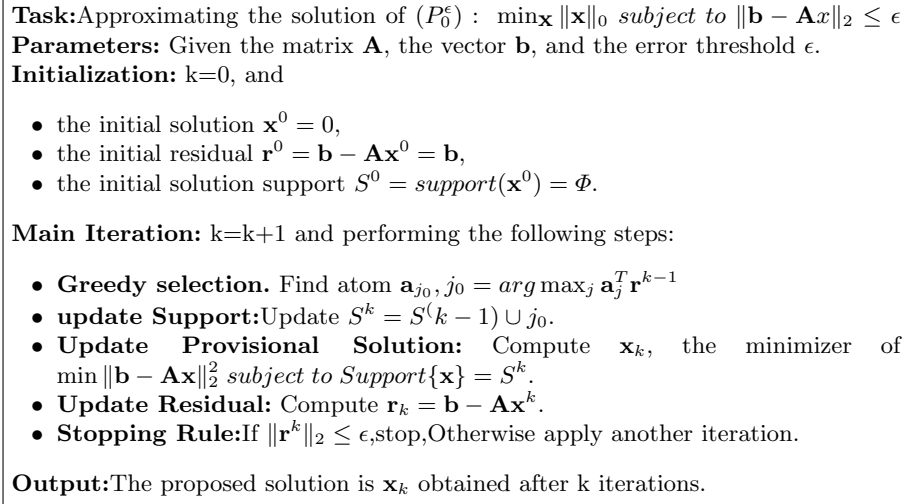 Task:Approximating the solution of (P₀^ϵ) : min_𝐗 ‖𝐱‖₀ subject to ‖𝐛 − 𝐀x‖₂ ≤ ϵ
Parameters: Given the matrix 𝐀, the vector 𝐛, and the error threshold ϵ.
Initialization: k=0, and
• the initial solution 𝐱⁰ = 0,
• the initial residual 𝐫⁰ = 𝐛 − 𝐀𝐱⁰ = 𝐛,
• the initial solution support S⁰ = support(𝐱⁰) = Φ.
Main Iteration: k=k+1 and performing the following steps:
• Greedy selection. Find atom 𝐚_{j₀}, j₀ = arg max_j 𝐚_j^T 𝐫^{k−1}
• update Support:Update S^k = S^(k − 1) ∪ j₀.
• Update Provisional Solution: Compute 𝐱_k, the minimizer of
min ‖𝐛 − 𝐀𝐱‖₂² subject to Support{𝐱} = S^k.
• Update Residual: Compute 𝐫_k = 𝐛 − 𝐀𝐱^k.
• Stopping Rule:If ‖𝐫^k‖₂ ≤ ϵ,stop,Otherwise apply another iteration.
Output:The proposed solution is 𝐱_k obtained after k iterations.